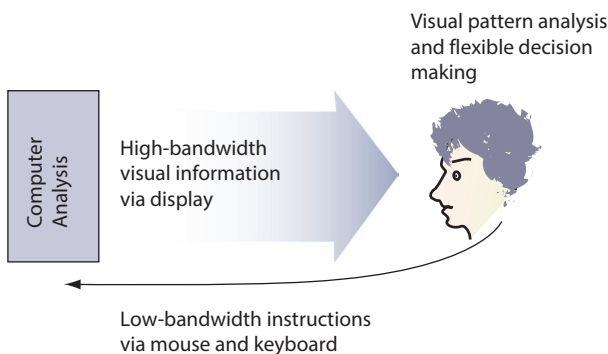 Visual pattern analysis
and flexible decision
making
Computer
Analysis
High-bandwidth
visual information
via display
Low-bandwidth instructions
via mouse and keyboard